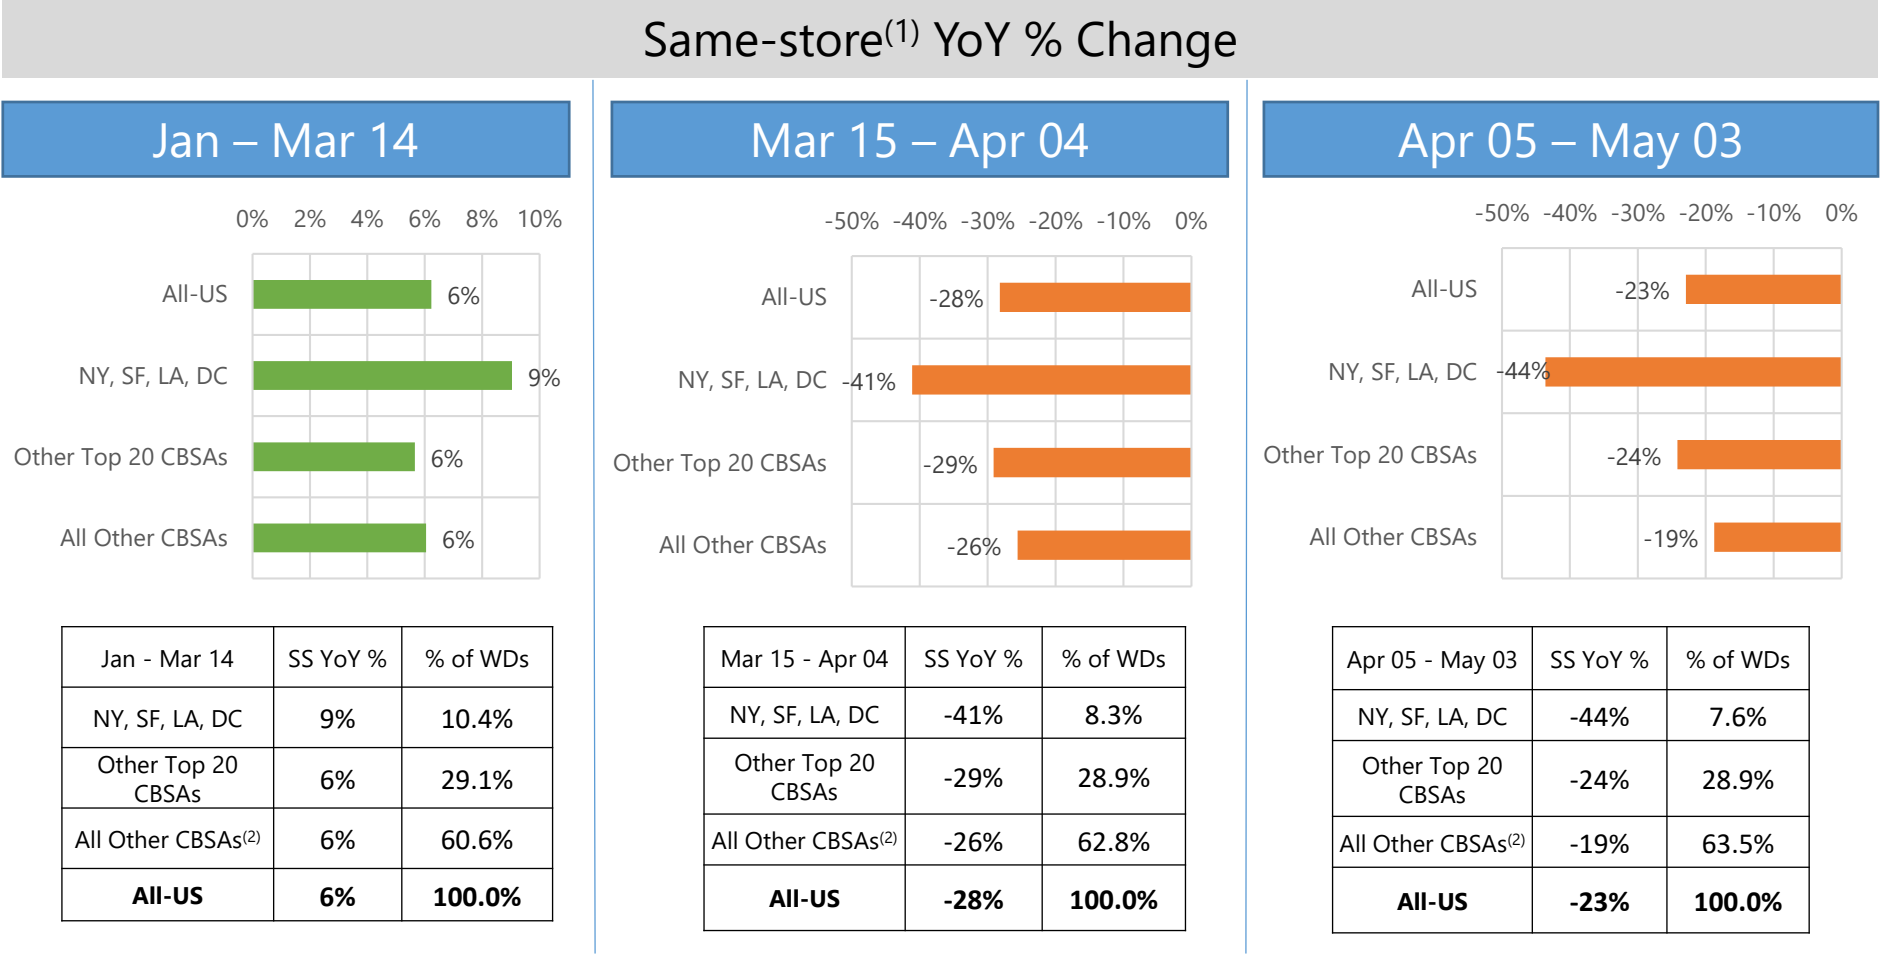 Same-store(1) YoY % Change
Jan – Mar 14
0% 2% 4% 6% 8% 10%
All-US 6%
NY, SF, LA, DC 9%
Other Top 20 CBSAs 6%
All Other CBSAs 6%
Jan - Mar 14 SS YoY % % of WDs
NY, SF, LA, DC 9% 10.4%
Other Top 20
CBSAs 6% 29.1%
All Other CBSAs(2) 6% 60.6%
All-US 6% 100.0%
Mar 15 – Apr 04
-50% -40% -30% -20% -10% 0%
All-US -28%
NY, SF, LA, DC -41%
Other Top 20 CBSAs -29%
All Other CBSAs -26%
Mar 15 - Apr 04 SS YoY % % of WDs
NY, SF, LA, DC -41% 8.3%
Other Top 20
CBSAs -29% 28.9%
All Other CBSAs(2) -26% 62.8%
All-US -28% 100.0%
Apr 05 – May 03
-50% -40% -30% -20% -10% 0%
All-US -23%
NY, SF, LA, DC -44%
Other Top 20 CBSAs -24%
All Other CBSAs -19%
Apr 05 - May 03 SS YoY % % of WDs
NY, SF, LA, DC -44% 7.6%
Other Top 20
CBSAs -24% 28.9%
All Other CBSAs(2) -19% 63.5%
All-US -23% 100.0%